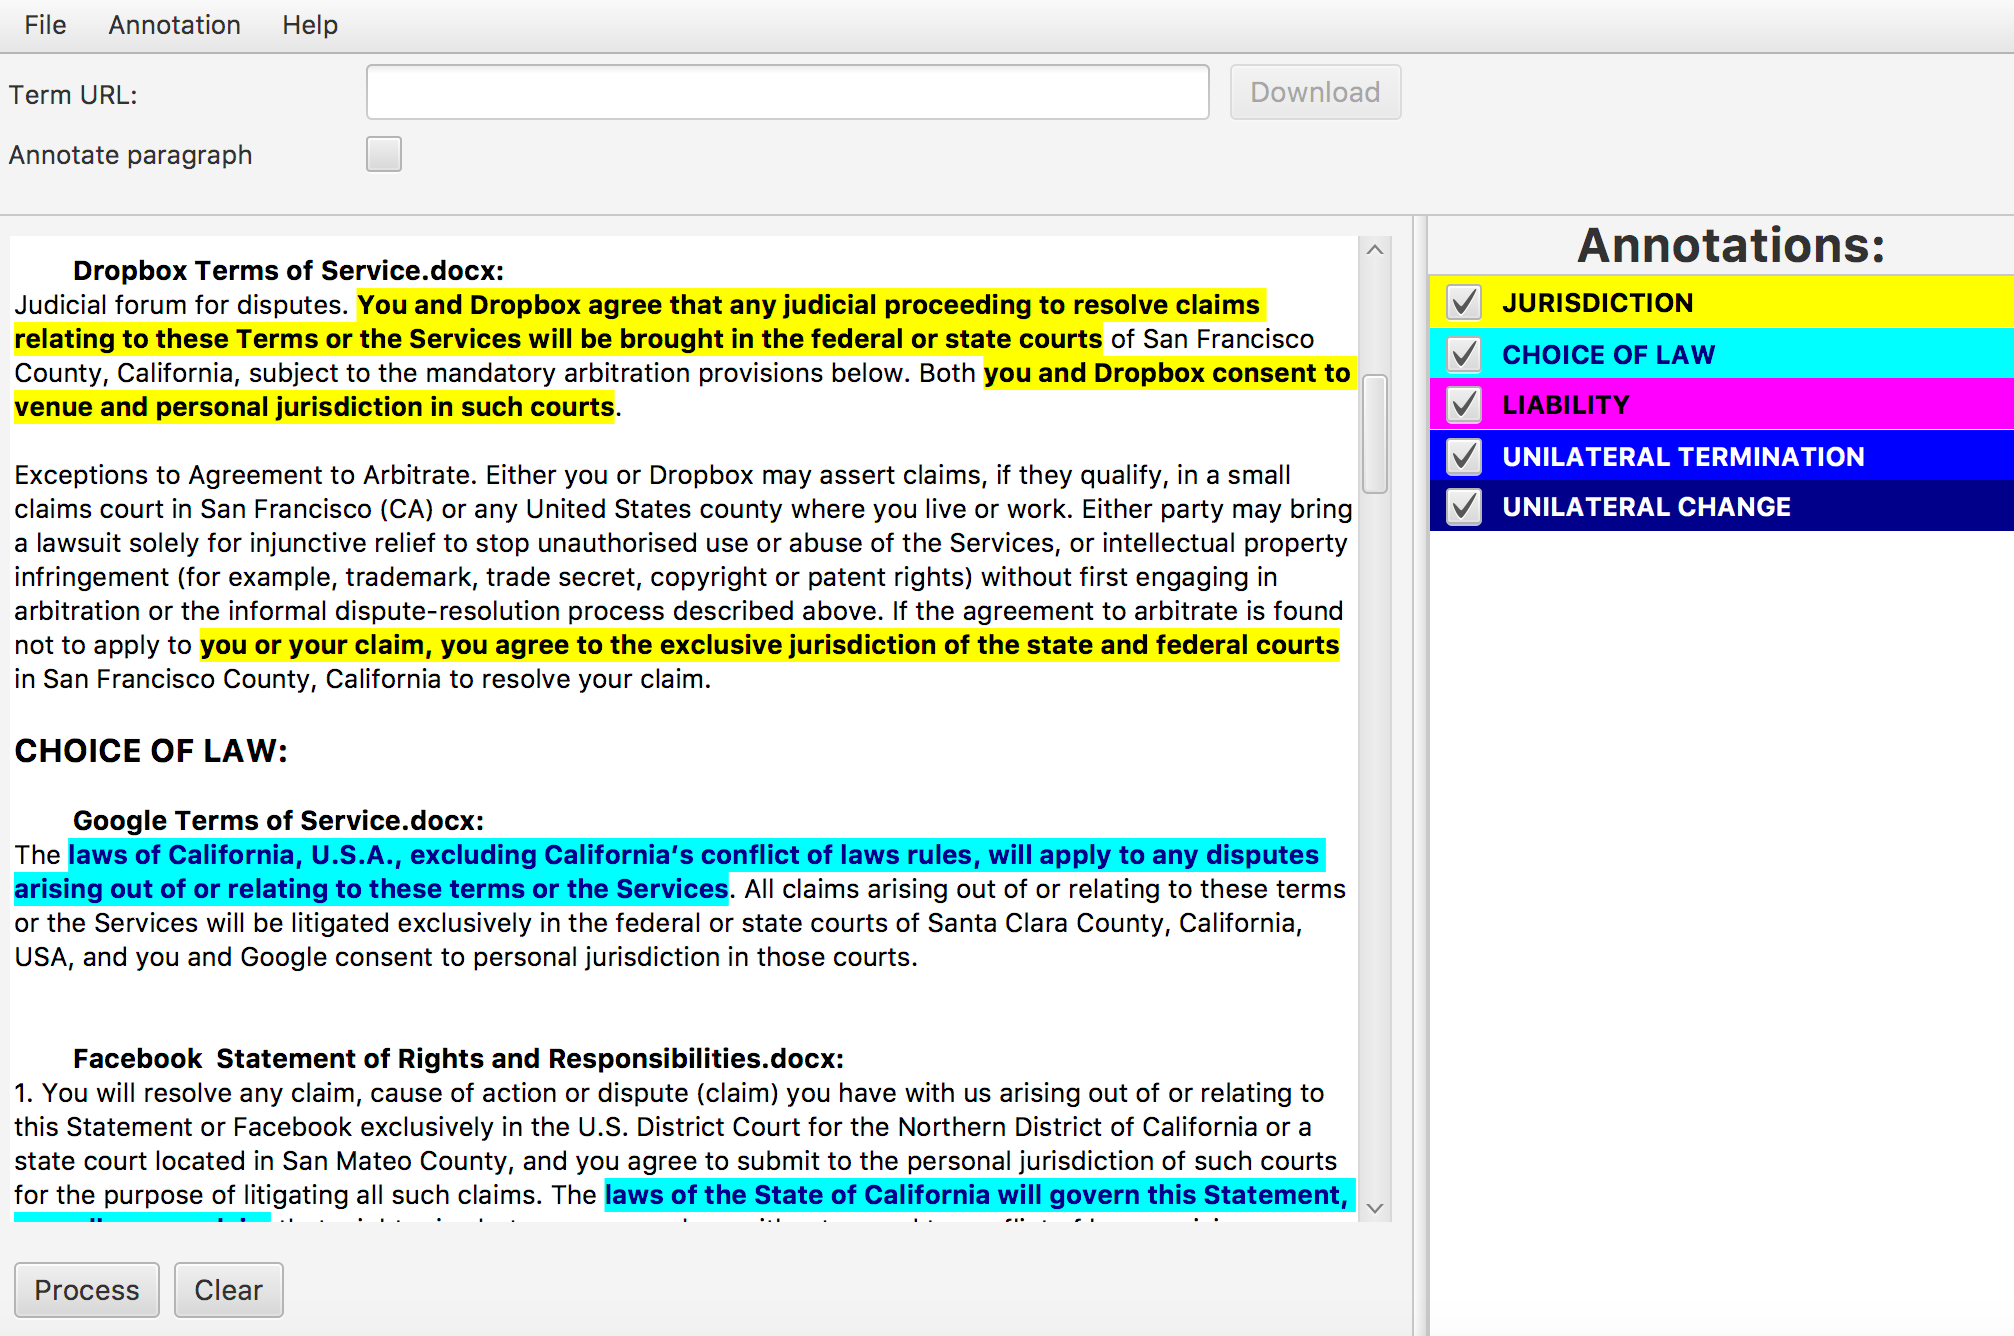 File Annotation Help
Term URL:
Download
Annotate paragraph
Dropbox Terms of Service.docx:
Judicial forum for disputes. You and Dropbox agree that any judicial proceeding to resolve claims
relating to these Terms or the Services will be brought in the federal or state courts of San Francisco
County, California, subject to the mandatory arbitration provisions below. Both you and Dropbox consent to
venue and personal jurisdiction in such courts.
Exceptions to Agreement to Arbitrate. Either you or Dropbox may assert claims, if they qualify, in a small
claims court in San Francisco (CA) or any United States county where you live or work. Either party may bring
a lawsuit solely for injunctive relief to stop unauthorised use or abuse of the Services, or intellectual property
infringement (for example, trademark, trade secret, copyright or patent rights) without first engaging in
arbitration or the informal dispute-resolution process described above. If the agreement to arbitrate is found
not to apply to you or your claim, you agree to the exclusive jurisdiction of the state and federal courts
in San Francisco County, California to resolve your claim.
CHOICE OF LAW:
Google Terms of Service.docx:
The laws of California, U.S.A., excluding California’s conflict of laws rules, will apply to any disputes
arising out of or relating to these terms or the Services. All claims arising out of or relating to these terms
or the Services will be litigated exclusively in the federal or state courts of Santa Clara County, California,
USA, and you and Google consent to personal jurisdiction in those courts.
Facebook  Statement of Rights and Responsibilities.docx:
1. You will resolve any claim, cause of action or dispute (claim) you have with us arising out of or relating to
this Statement or Facebook exclusively in the U.S. District Court for the Northern District of California or a
state court located in San Mateo County, and you agree to submit to the personal jurisdiction of such courts
for the purpose of litigating all such claims. The laws of the State of California will govern this Statement,
Process
Clear
Annotations:
JURISDICTION
CHOICE OF LAW
LIABILITY
UNILATERAL TERMINATION
UNILATERAL CHANGE